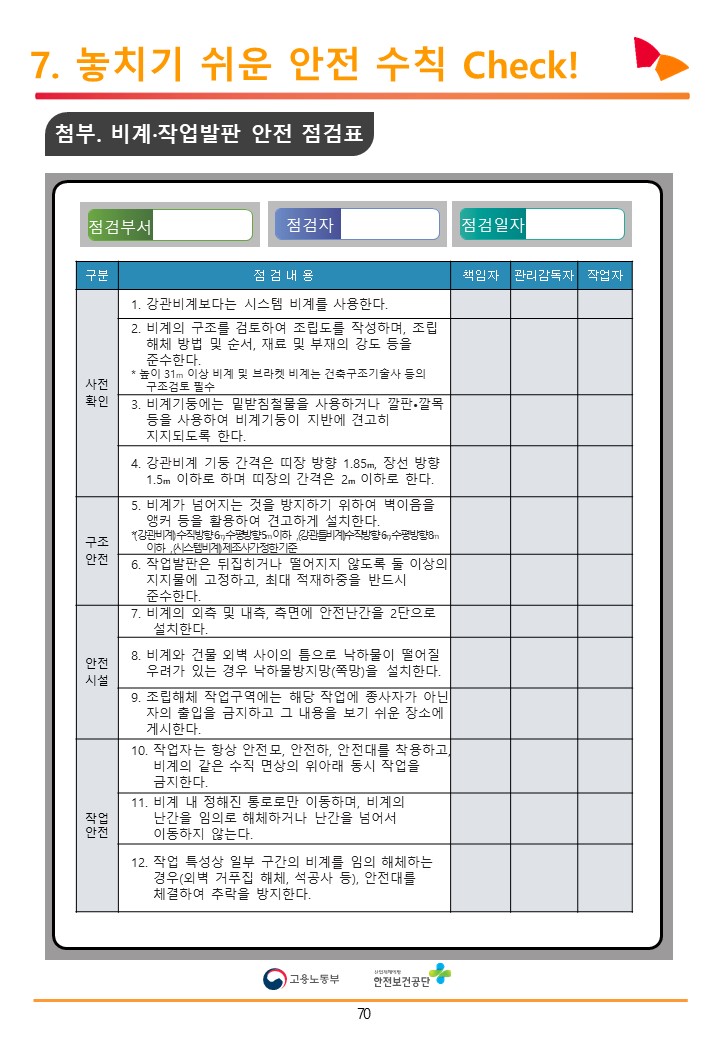 7. 놓치기 쉬운 안전 수칙 Check!
첨부. 비계·작업발판 안전 점검표
점검부서
점검자
점검일자
구분
점 검 내 용
책임자
관리감독자
작업자
사전
확인
1. 강관비계보다는 시스템 비계를 사용한다.
2. 비계의 구조를 검토하여 조립도를 작성하며, 조립
해체 방법 및 순서, 재료 및 부재의 강도 등을
준수한다.
* 높이 31m 이상 비계 및 브라켓 비계는 건축구조기술사 등의
구조검토 필수
3. 비계기둥에는 밑받침철물을 사용하거나 깔판•깔목
등을 사용하여 비계기둥이 지반에 견고히
지지되도록 한다.
4. 강관비계 기둥 간격은 띠장 방향 1.85m, 장선 방향
1.5m 이하로 하며 띠장의 간격은 2m 이하로 한다.
구조
안전
5. 비계가 넘어지는 것을 방지하기 위하여 벽이음을
앵커 등을 활용하여 견고하게 설치한다.
*(강관비계)수직방향6m,수평방향5m이하 ,(강관틀비계)수직방향6m,수평방향8m
이하 , (시스템비계)제조사가정한기준
6. 작업발판은 뒤집히거나 떨어지지 않도록 둘 이상의
지지물에 고정하고, 최대 적재하중을 반드시
준수한다.
안전
시설
7. 비계의 외측 및 내측, 측면에 안전난간을 2단으로
설치한다.
8. 비계와 건물 외벽 사이의 틈으로 낙하물이 떨어질
우려가 있는 경우 낙하물방지망(쪽망)을 설치한다.
9. 조립해체 작업구역에는 해당 작업에 종사자가 아닌
자의 출입을 금지하고 그 내용을 보기 쉬운 장소에
게시한다.
작업
안전
10. 작업자는 항상 안전모, 안전하, 안전대를 착용하고,
비계의 같은 수직 면상의 위아래 동시 작업을
금지한다.
11. 비계 내 정해진 통로로만 이동하며, 비계의
난간을 임의로 해체하거나 난간을 넘어서
이동하지 않는다.
12. 작업 특성상 일부 구간의 비계를 임의 해체하는
경우(외벽 거푸집 해체, 석공사 등), 안전대를
체결하여 추락을 방지한다.
고용노동부
산업재해예방
안전보건공단
70